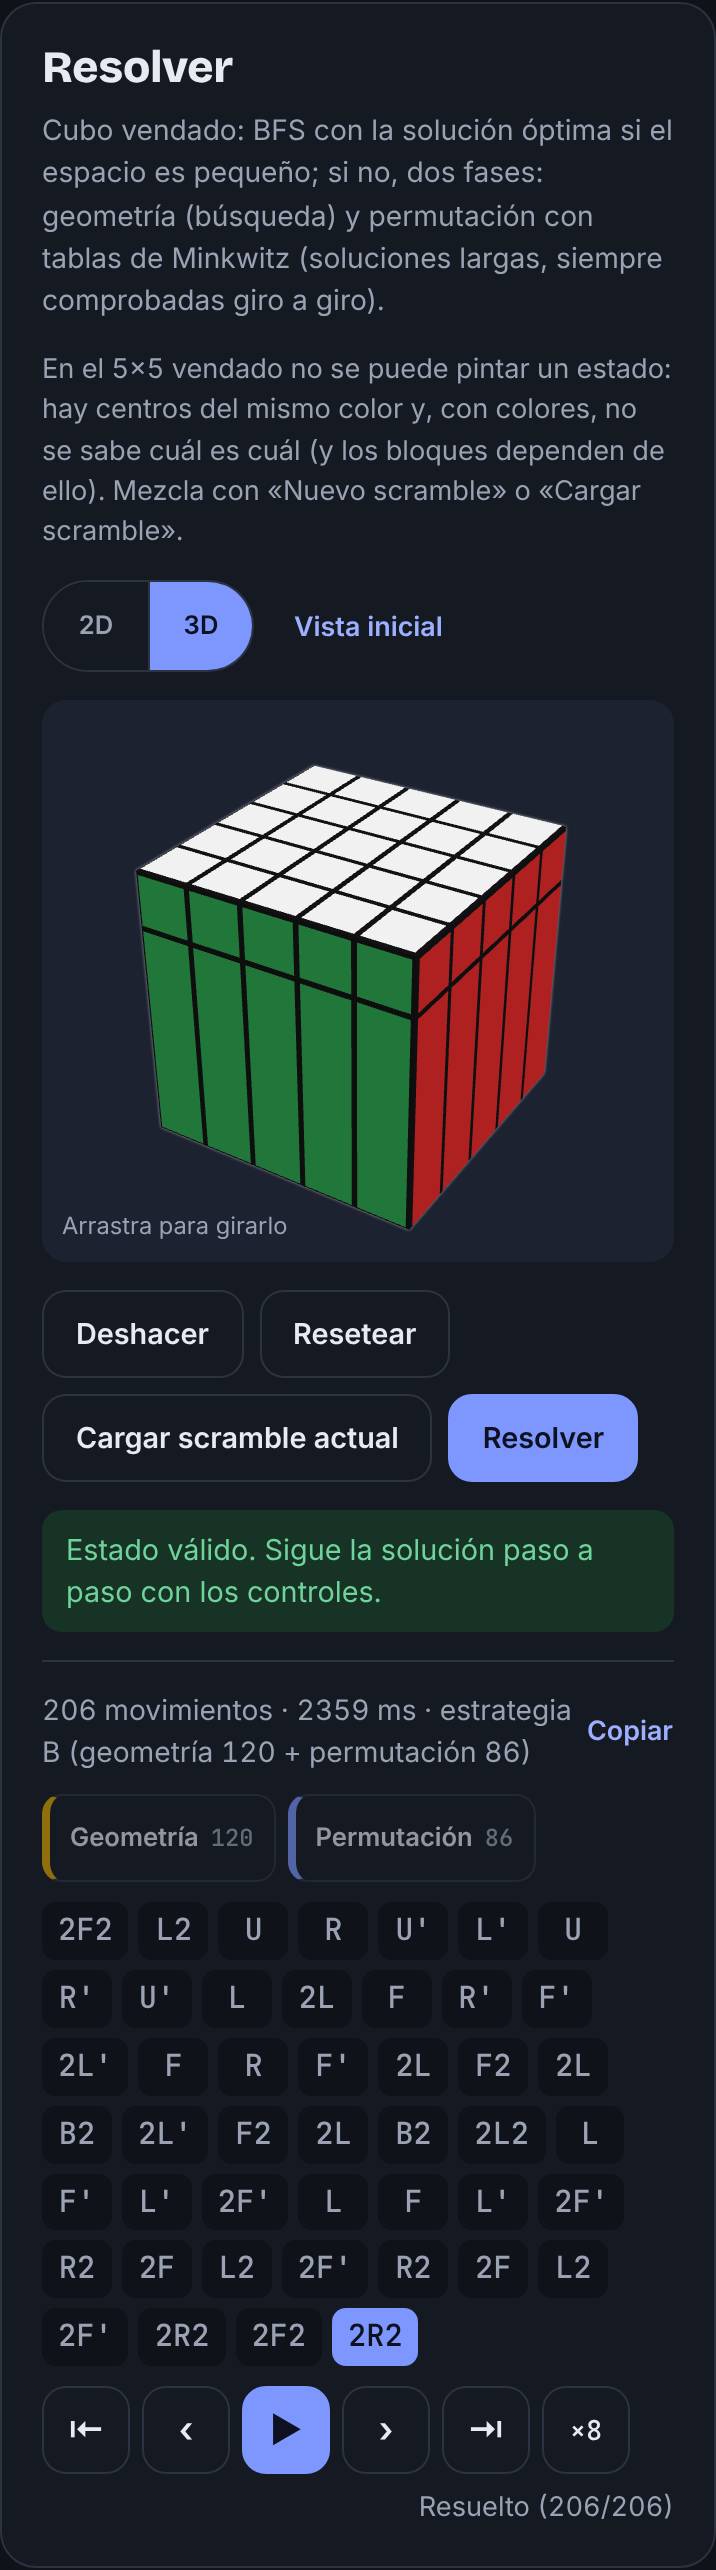 Resolver
Cubo vendado: BFS con la solución óptima si el
espacio es pequeño; si no, dos fases:
geometría (búsqueda) y permutación con
tablas de Minkwitz (soluciones largas, siempre
comprobadas giro a giro).
En el 5×5 vendado no se puede pintar un estado:
hay centros del mismo color y, con colores, no
se sabe cuál es cuál (y los bloques dependen de
ello). Mezcla con «Nuevo scramble» o «Cargar
scramble».
2D 3D Vista inicial
Arrastra para girarlo
Deshacer Resetear
Cargar scramble actual Resolver
Estado válido. Sigue la solución paso a
paso con los controles.
206 movimientos · 2359 ms · estrategia
B (geometría 120 + permutación 86)
Copiar
Geometría 120 Permutación 86
2F2 L2 U R U' L' U
R' U' L 2L F R' F'
2L' F R F' 2L F2 2L
B2 2L' F2 2L B2 2L2 L
F' L' 2F' L F L' 2F'
R2 2F L2 2F' R2 2F L2
2F' 2R2 2F2 2R2
×8
Resuelto (206/206)